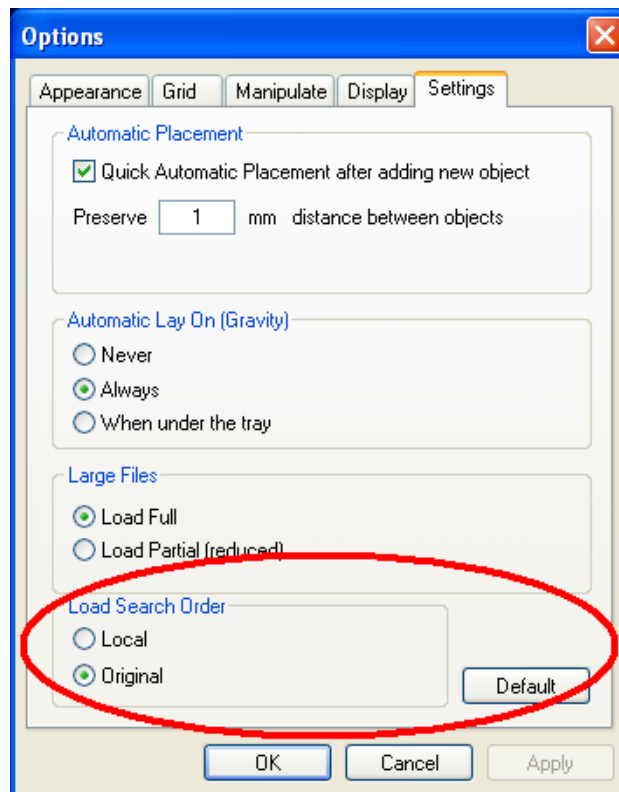 Options
Appearance Grid Manipulate Display Settings
Automatic Placement
Quick Automatic Placement after adding new object
Preserve 1 mm distance between objects
Automatic Lay On (Gravity)
Never
Always
When under the tray
Large Files
Load Full
Load Partial (reduced)
Load Search Order
Local
Original
Default
OK Cancel Apply